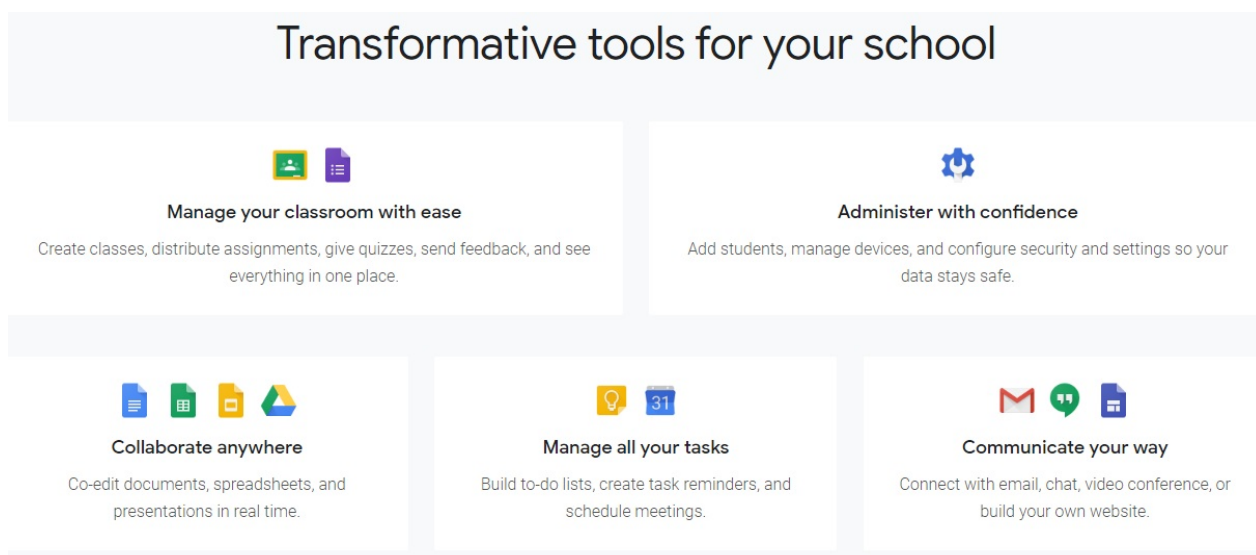 Transformative tools for your school
Manage your classroom with ease
Create classes, distribute assignments, give quizzes, send feedback, and see
everything in one place.
Administer with confidence
Add students, manage devices, and configure security and settings so your
data stays safe.
Collaborate anywhere
Co-edit documents, spreadsheets, and
presentations in real time.
31
Manage all your tasks
Build to-do lists, create task reminders, and
schedule meetings.
Communicate your way
Connect with email, chat, video conference, or
build your own website.